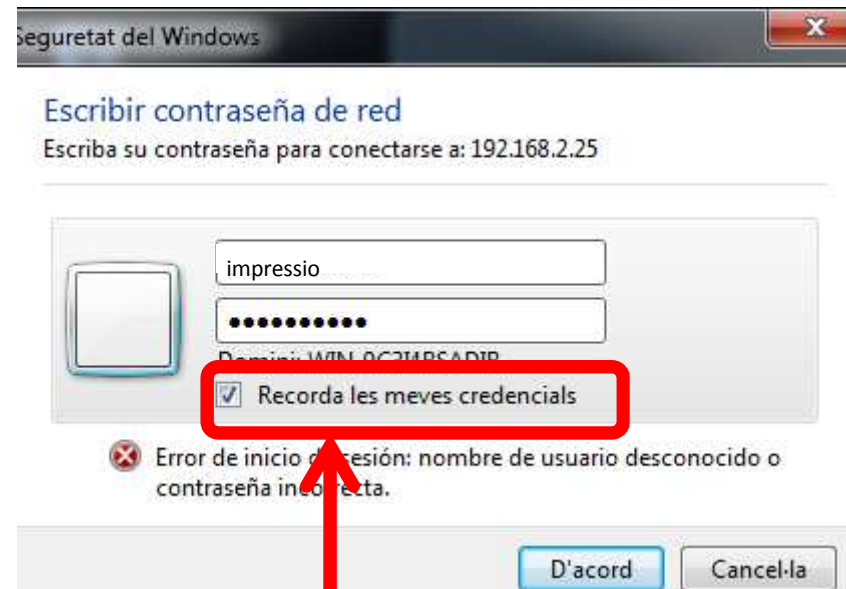 Seguretat del Windows
Escribir contraseña de red
Escriba su contraseña para conectarse a: 192.168.2.25
impressio
●●●●●●●●●●
Domini:
Recorda les meves credencials
Error de inicio de sesión: nombre de usuario desconocido o
contraseña incorrecta.
D'acord
Cancel·la